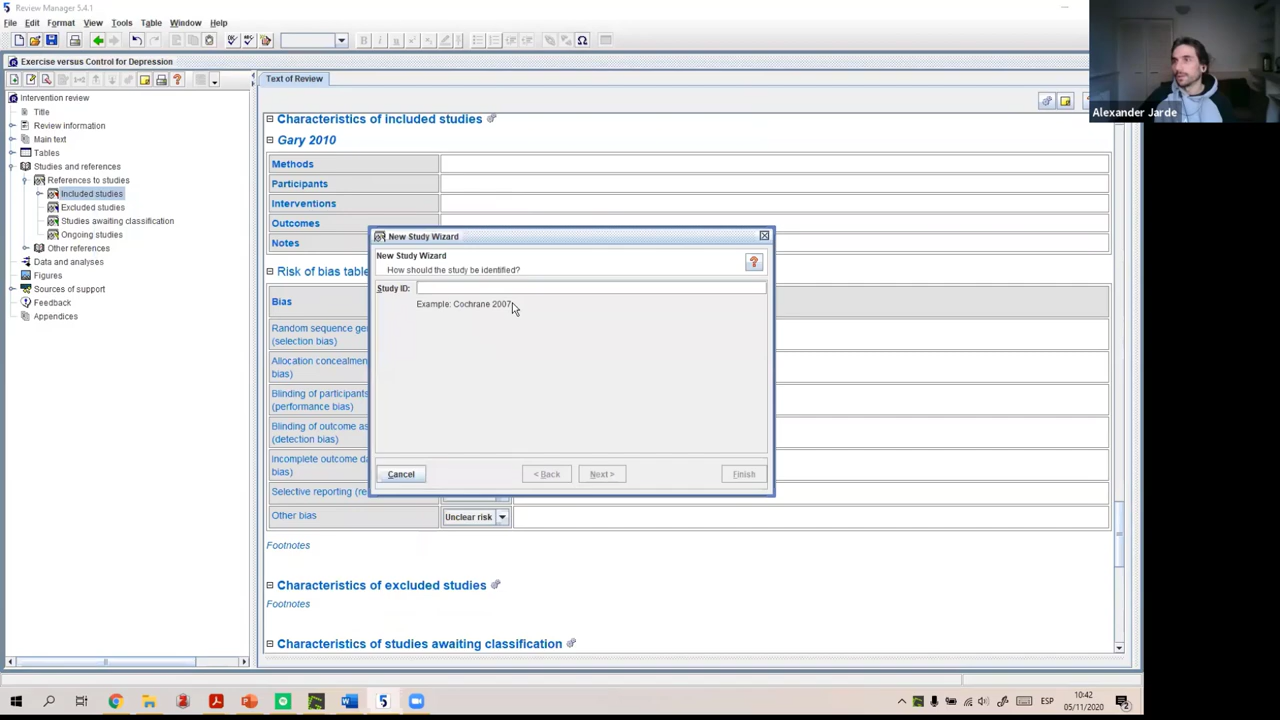 Review Manager 5.4.1
File Edit Format View Tools Table Window Help
Exercise versus Control for Depression
Text of Review
Intervention review
Title
Review information
Main text
Tables
Studies and references
References to studies
Included studies
Excluded studies
Studies awaiting classification
Ongoing studies
Other references
Data and analyses
Figures
Sources of support
Feedback
Appendices
Characteristics of included studies
Gary 2010
Methods
Participants
Interventions
Outcomes
Notes
Risk of bias table
Bias
Random sequence ge
(selection bias)
Allocation concealmen
bias)
Blinding of participants
(performance bias)
Blinding of outcome as
(detection bias)
Incomplete outcome da
bias)
Selective reporting (re
Other bias
Unclear risk
Footnotes
Characteristics of excluded studies
Footnotes
Characteristics of studies awaiting classification
New Study Wizard
New Study Wizard
How should the study be identified?
Study ID:
Example: Cochrane 2007
Cancel
< Back
Next >
Finish
Alexander Jarde
ESP
10:42
05/11/2020